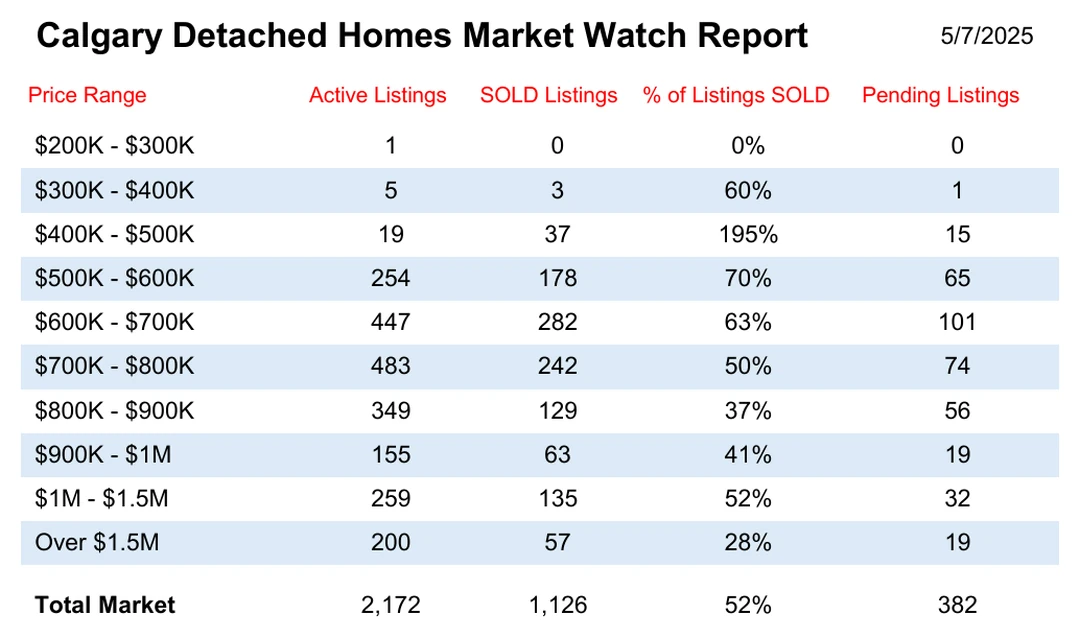 Calgary Detached Homes Market Watch Report 5/7/2025
Price Range Active Listings SOLD Listings % of Listings SOLD Pending Listings
$200K - $300K 1 0 0% 0
$300K - $400K 5 3 60% 1
$400K - $500K 19 37 195% 15
$500K - $600K 254 178 70% 65
$600K - $700K 447 282 63% 101
$700K - $800K 483 242 50% 74
$800K - $900K 349 129 37% 56
$900K - $1M 155 63 41% 19
$1M - $1.5M 259 135 52% 32
Over $1.5M 200 57 28% 19
Total Market 2,172 1,126 52% 382